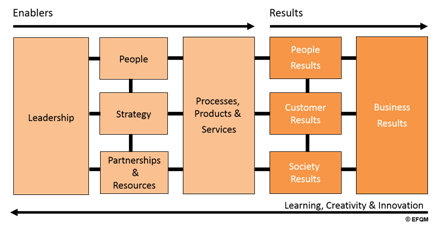 Enablers
Results
Leadership
People
Strategy
Partnerships
&
Resources
Processes,
Products &
Services
People
Results
Customer
Results
Society
Results
Business
Results
Learning, Creativity & Innovation
© EFQM